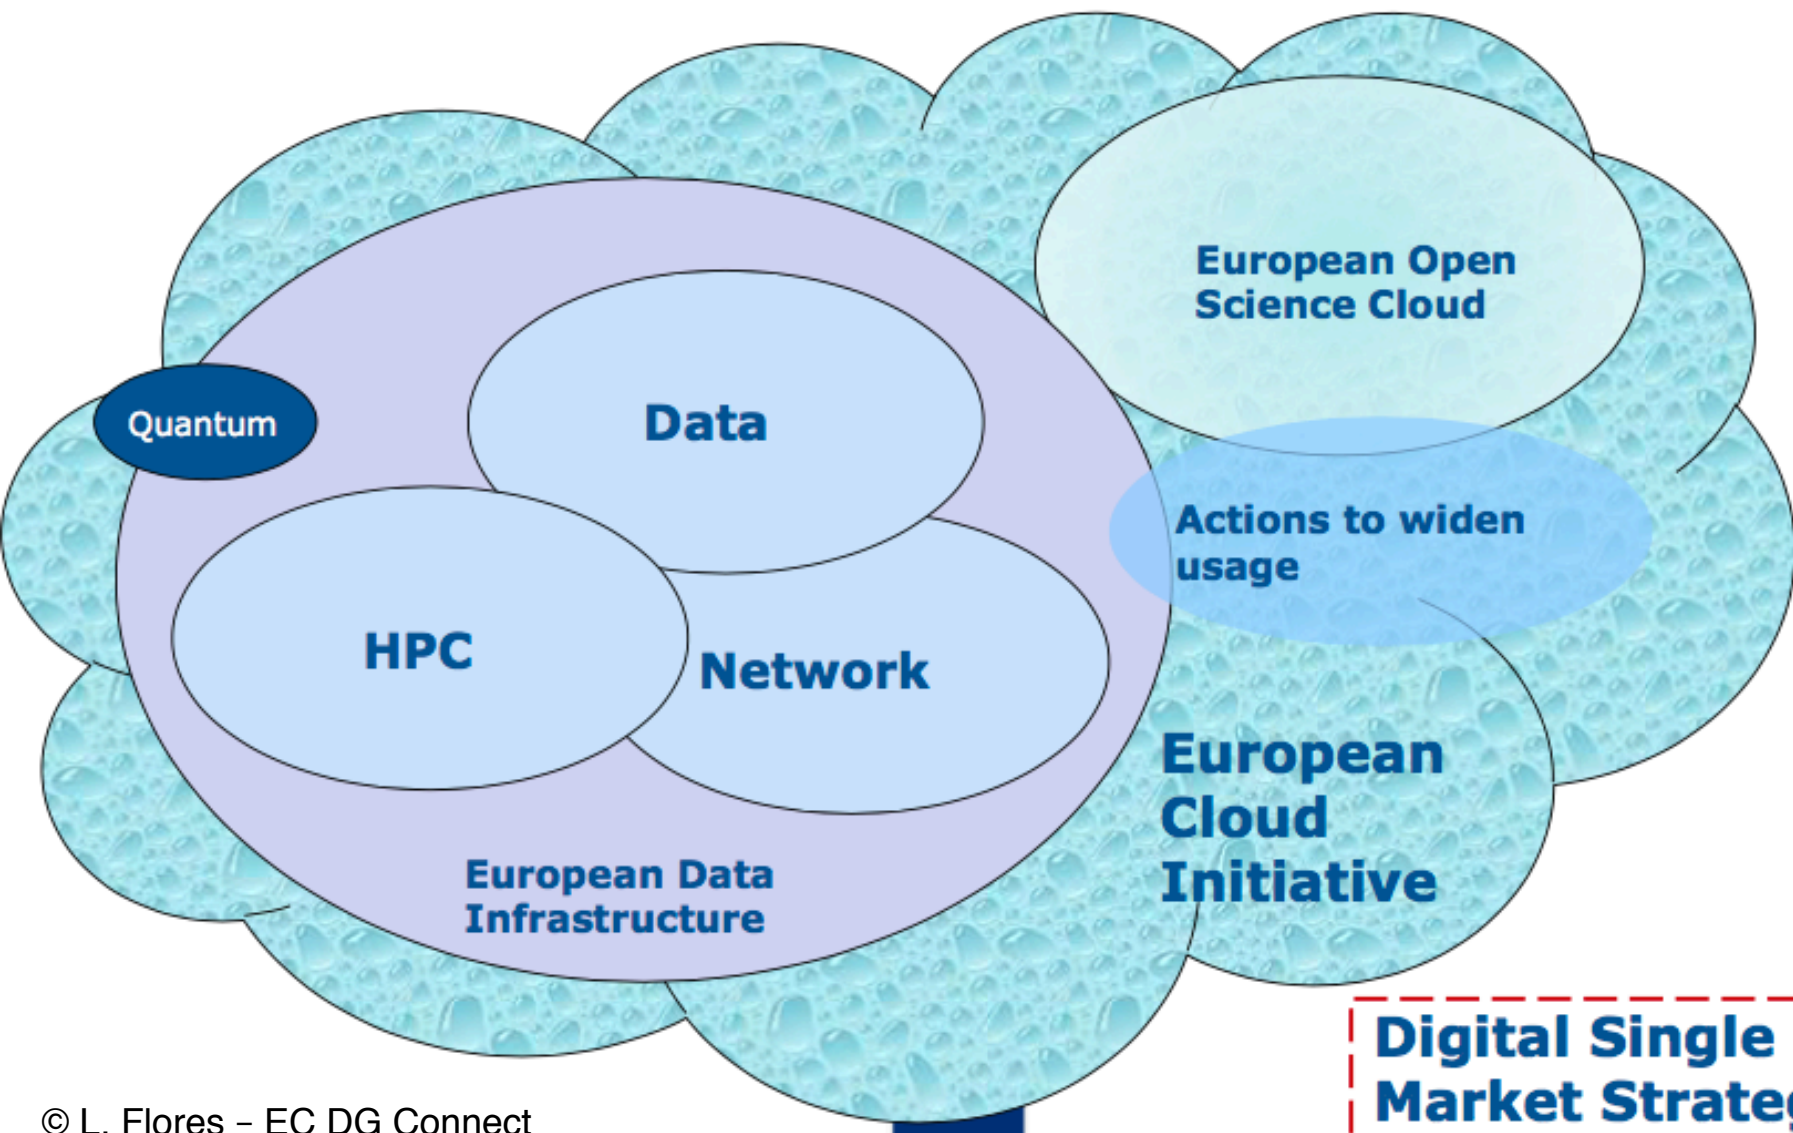 European Open
Science Cloud
Quantum
Data
Actions to widen
usage
HPC
Network
European
Cloud
Initiative
European Data
Infrastructure
Digital Single
Market
© L. Flores – EC DG Connect